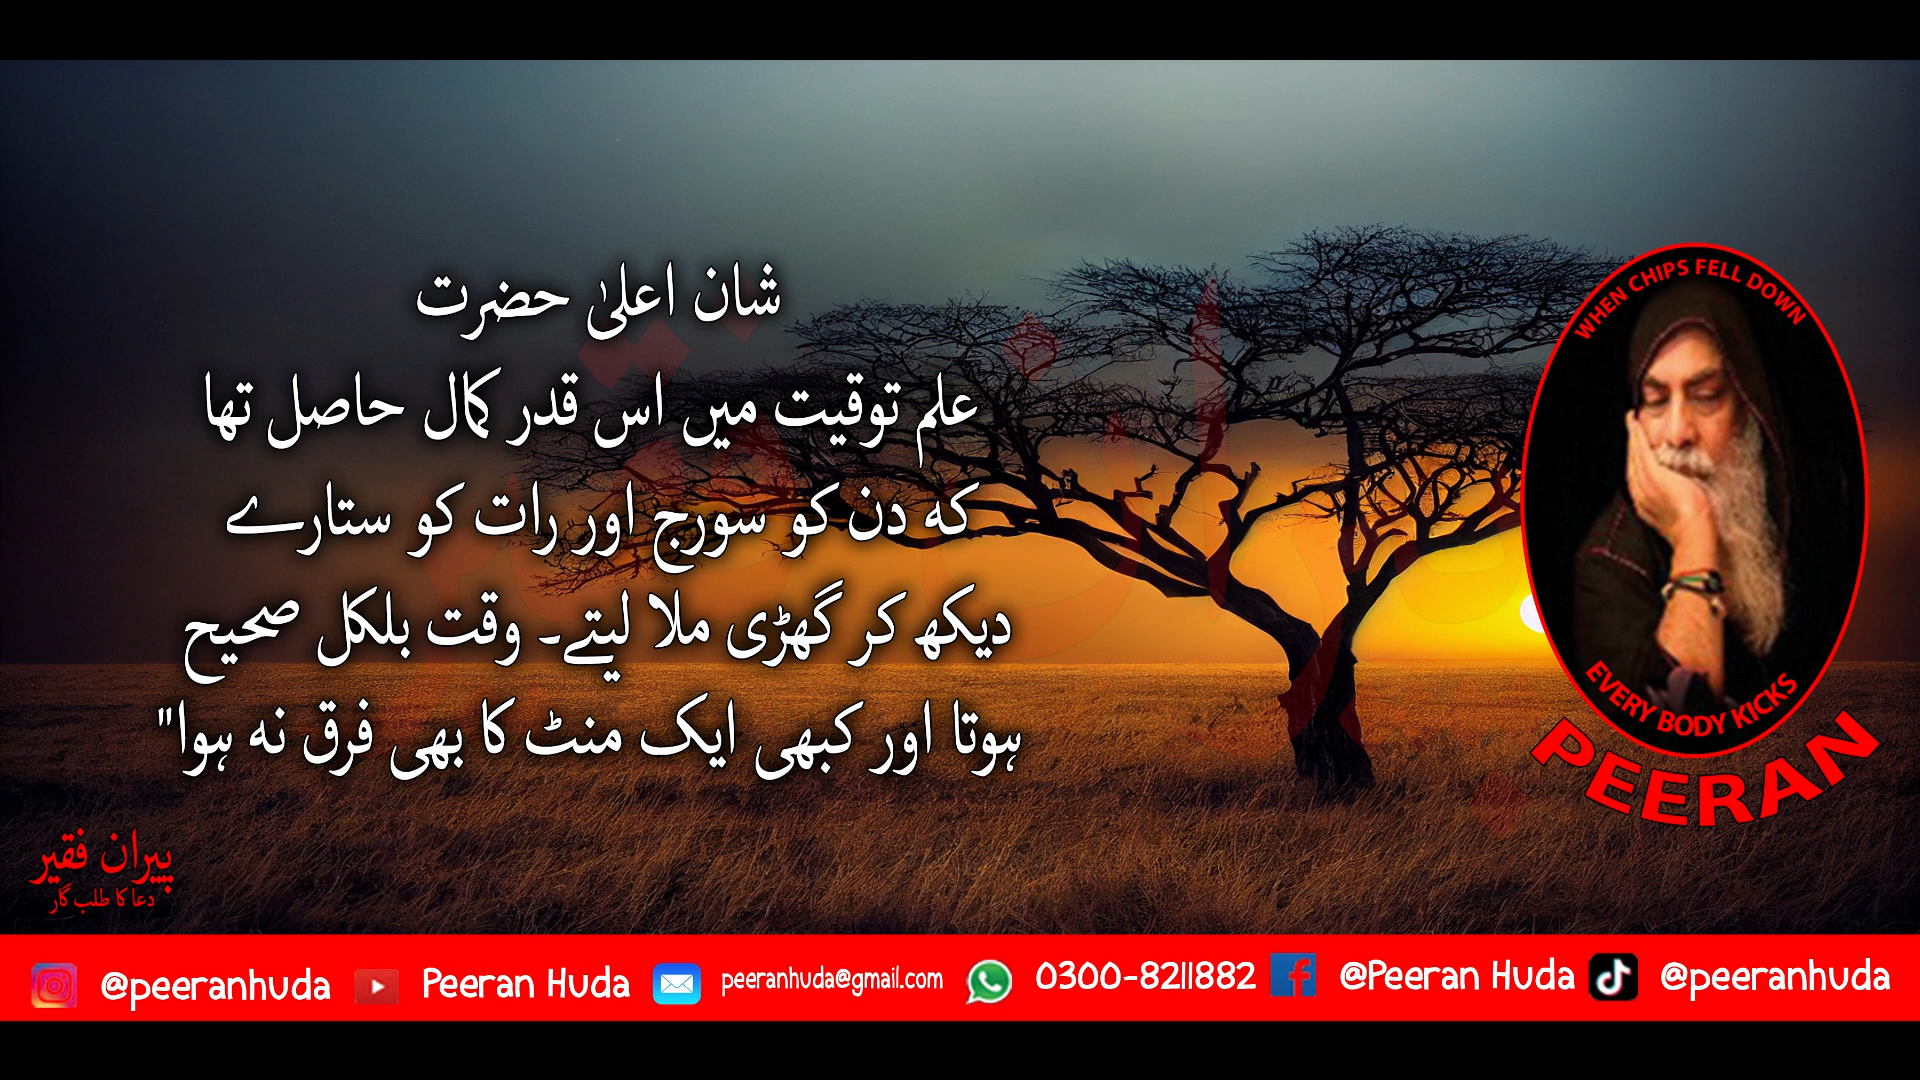 شان اعلیٰ حضرت
علم توقیت میں اس قدر کمال حاصل تھا
که دن کو سورج اور رات کو ستارے
دیکھ کر گھڑی ملا لیتے۔ وقت بلکل صحیح
ہوتا اور کبھی ایک منٹ کا بھی فرق نہ ہوا"
WHEN CHIPS FELL DOWN
EVERY BODY KICKS
PEERAN
پیران فقیر
دعا کا طلب گار
@peeranhuda Peeran Huda peeranhuda@gmail.com 0300-8211882 @Peeran Huda @peeranhuda